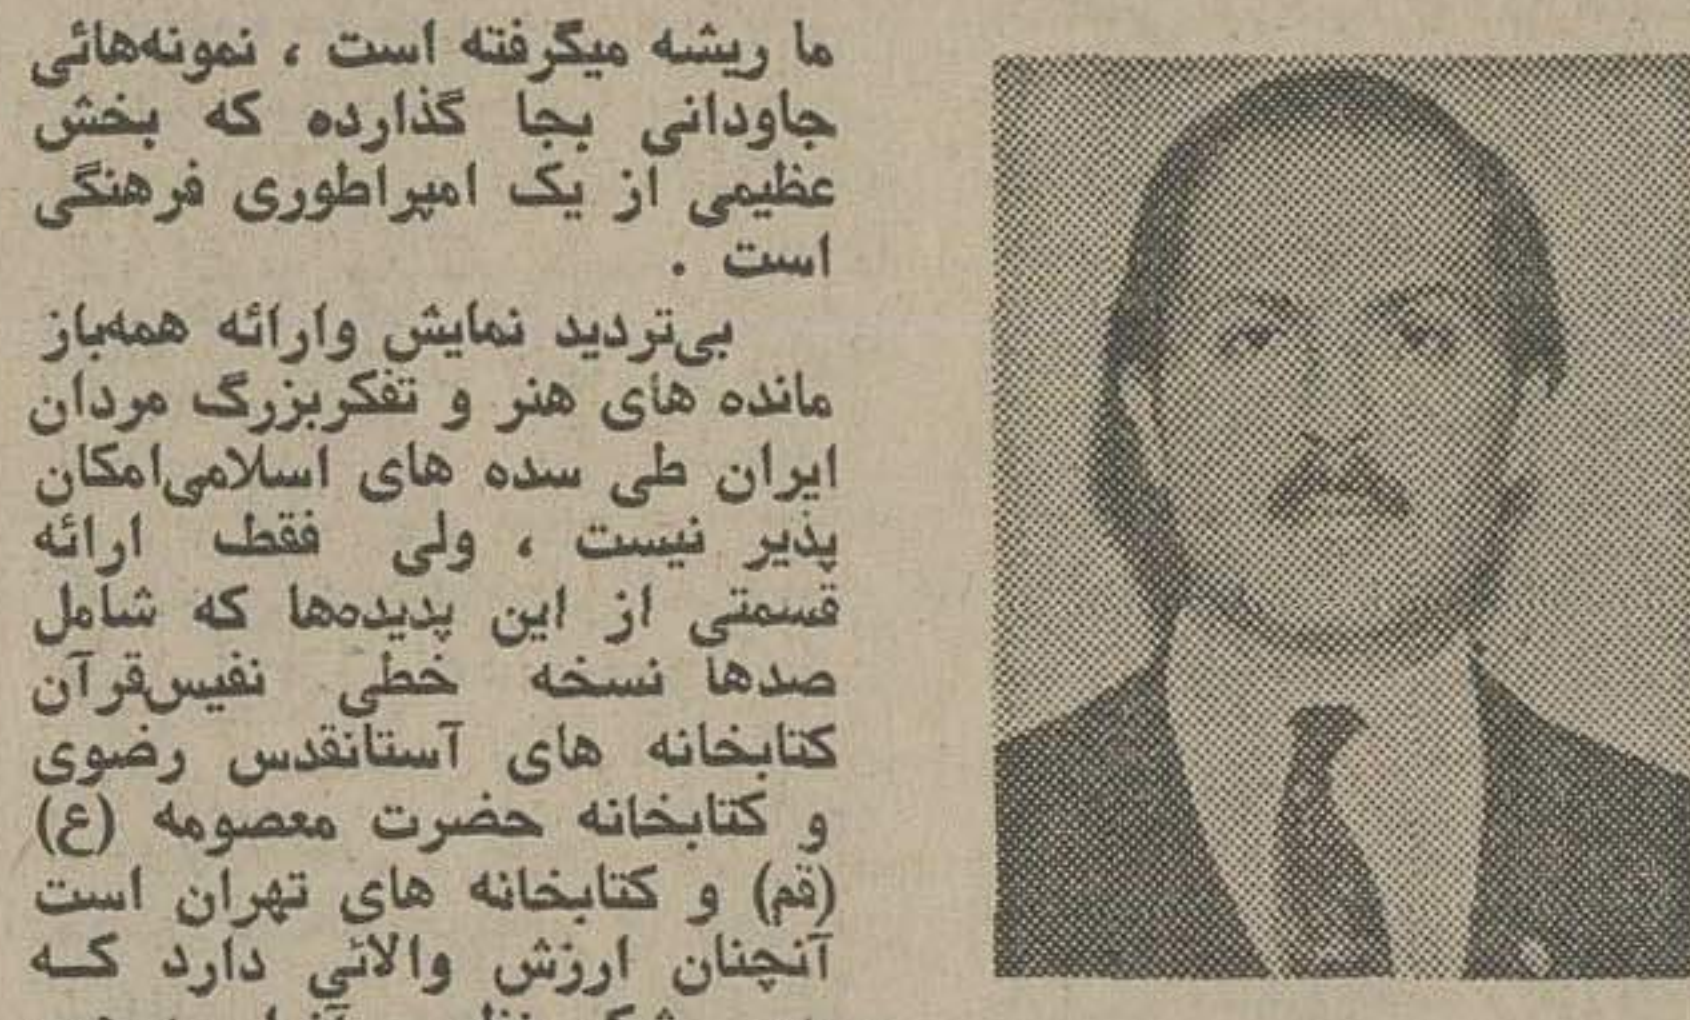 ما ریشه میگرفته است ، نمونه‌هائی
جاودانی بجا گذارده که بخش
عظیمی از یک امپراطوری فرهنگی
است .
بی‌تردید نمایش وارائه همه‌باز
مانده های هنر و تفکربزرگ مردان
ایران طی سده های اسلامی‌امکان
پذیر نیست ، ولی فقط ارائه
قسمتی از این پدیده‌ها که شامل
صدها نسخه خطی نفیس‌قرآن
کتابخانه های آستانقدس رضوی
و کتابخانه حضرت معصومه (ع)
(قم) و کتابخانه های تهران است
آنچنان ارزش والائی دارد که